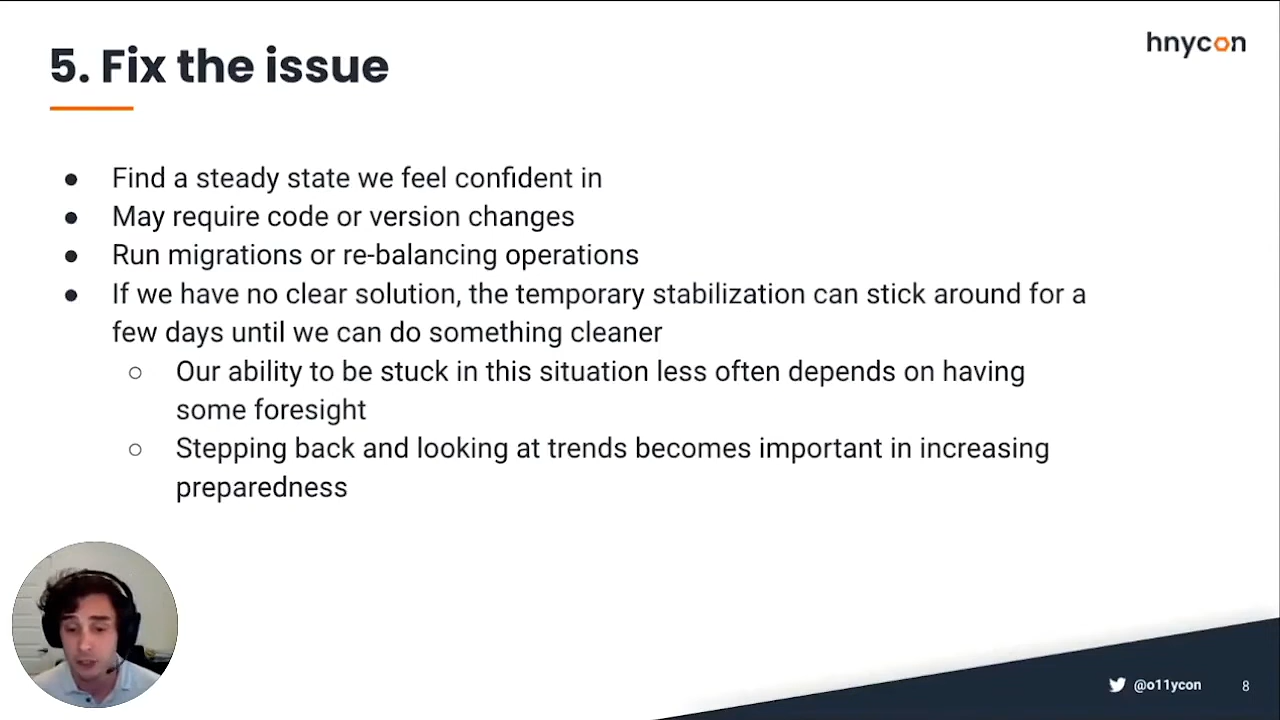 hnycon
5. Fix the issue
● Find a steady state we feel confident in
● May require code or version changes
● Run migrations or re-balancing operations
● If we have no clear solution, the temporary stabilization can stick around for a
few days until we can do something cleaner
○ Our ability to be stuck in this situation less often depends on having
some foresight
○ Stepping back and looking at trends becomes important in increasing
preparedness
@o11ycon 8